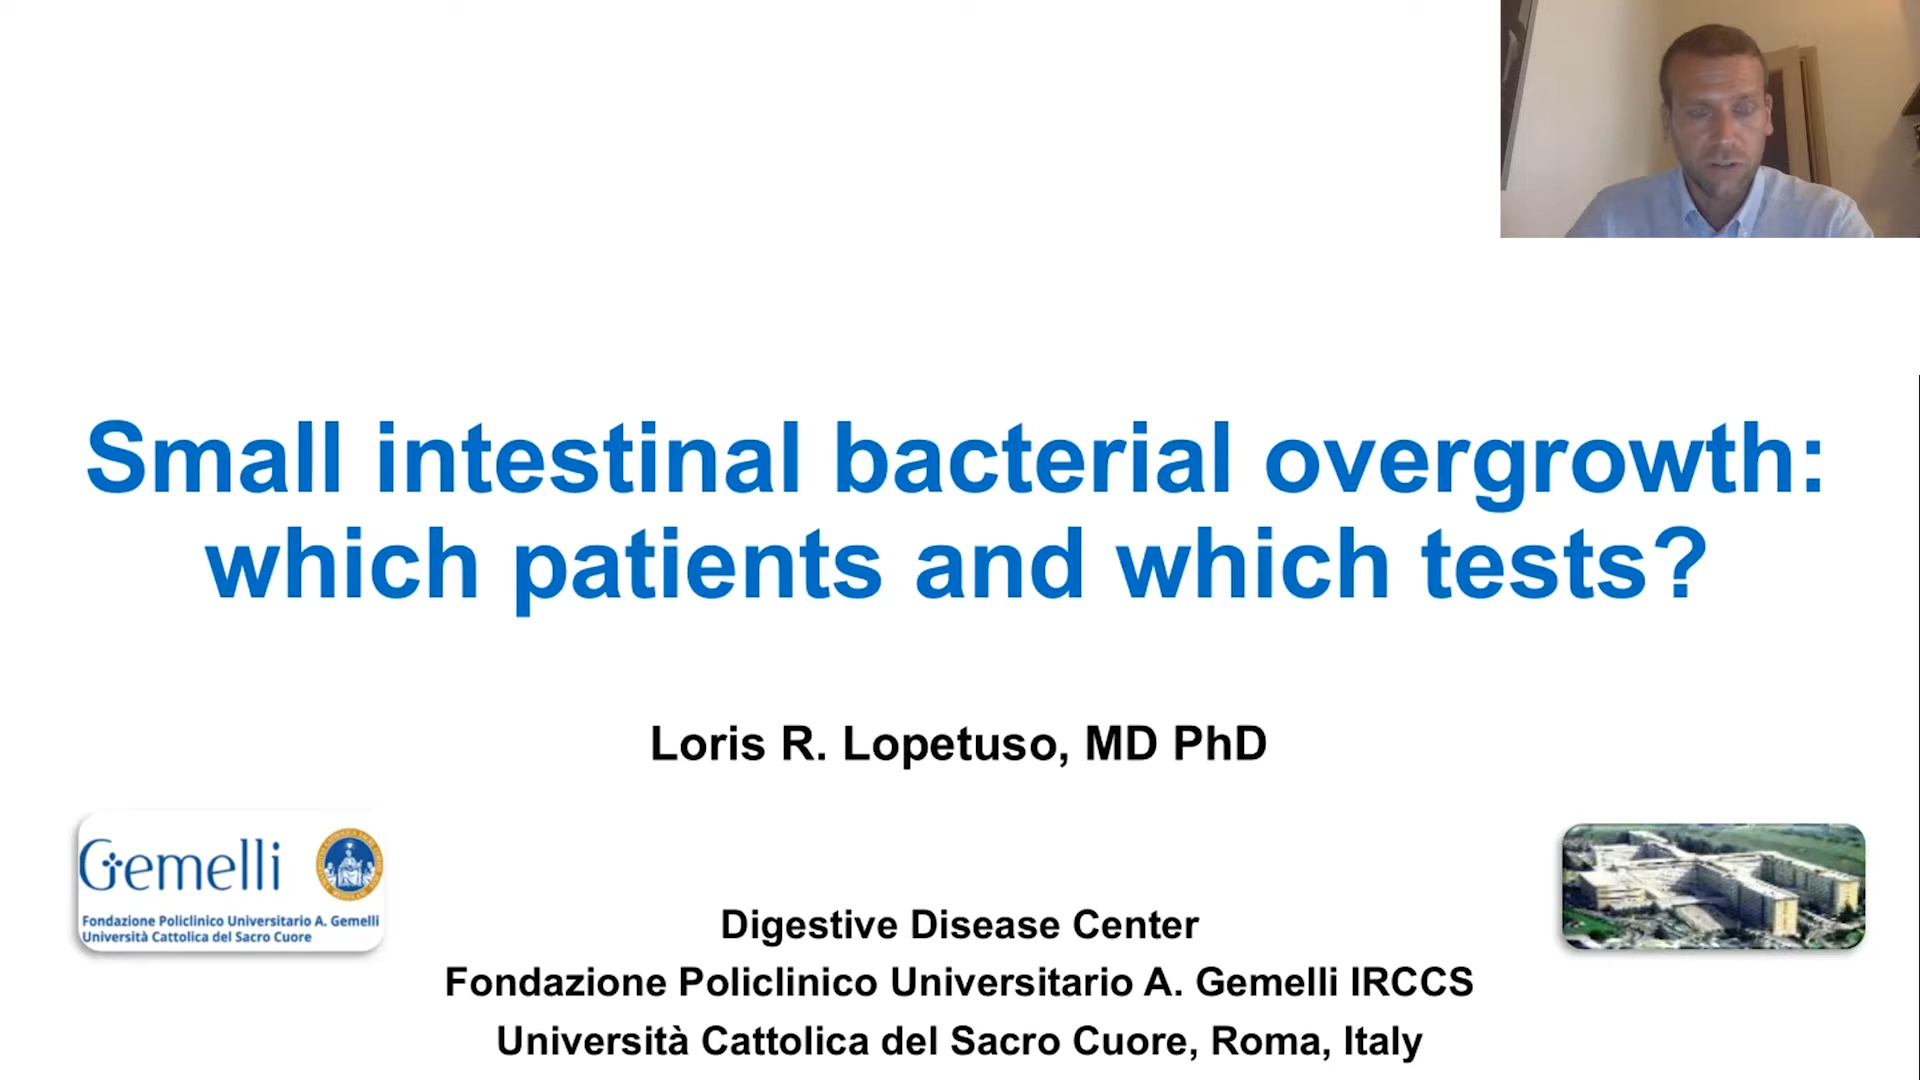 Small intestinal bacterial overgrowth:
which patients and which tests?
Loris R. Lopetuso, MD PhD
Gemelli
Fondazione Policlinico Universitario A. Gemelli
Università Cattolica del Sacro Cuore
Digestive Disease Center
Fondazione Policlinico Universitario A. Gemelli IRCCS
Università Cattolica del Sacro Cuore, Roma, Italy